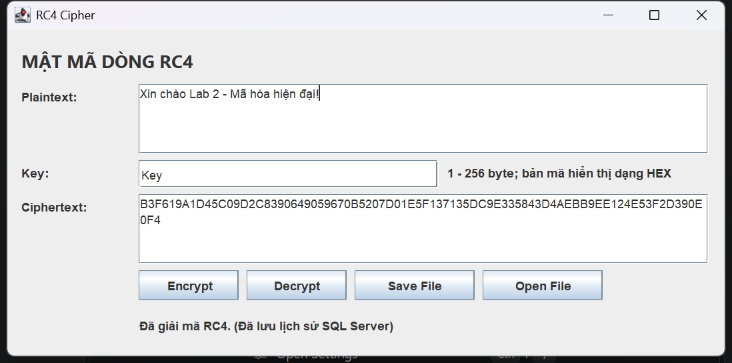 RC4 Cipher
MẬT MÃ DÒNG RC4
Plaintext:
Xin chào Lab 2 - Mã hóa hiện đại!
Key:
Key
1 - 256 byte; bản mã hiển thị dạng HEX
Ciphertext:
B3F619A1D45C09D2C8390649059670B5207D01E5F137135DC9E335843D4AEBB9EE124E53F2D390E
0F4
Encrypt
Decrypt
Save File
Open File
Đã giải mã RC4. (Đã lưu lịch sử SQL Server)
Open Settings